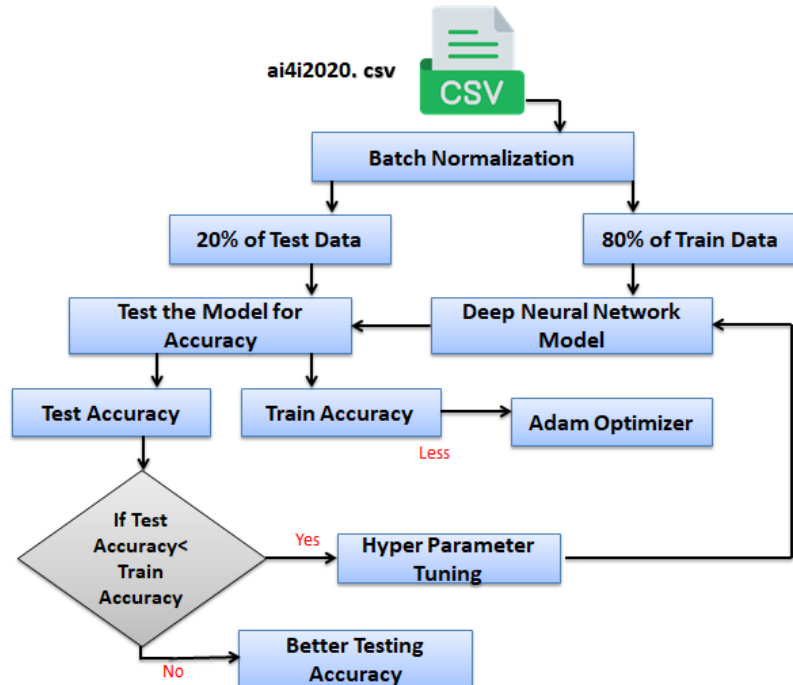 ai4i2020. csv
CSV
Batch Normalization
20% of Test Data
80% of Train Data
Test the Model for
Accuracy
Deep Neural Network
Model
Test Accuracy
Train Accuracy
Less
Adam Optimizer
If Test
Accuracy<
Train
Accuracy
Yes
Hyper Parameter
Tuning
No
Better Testing
Accuracy